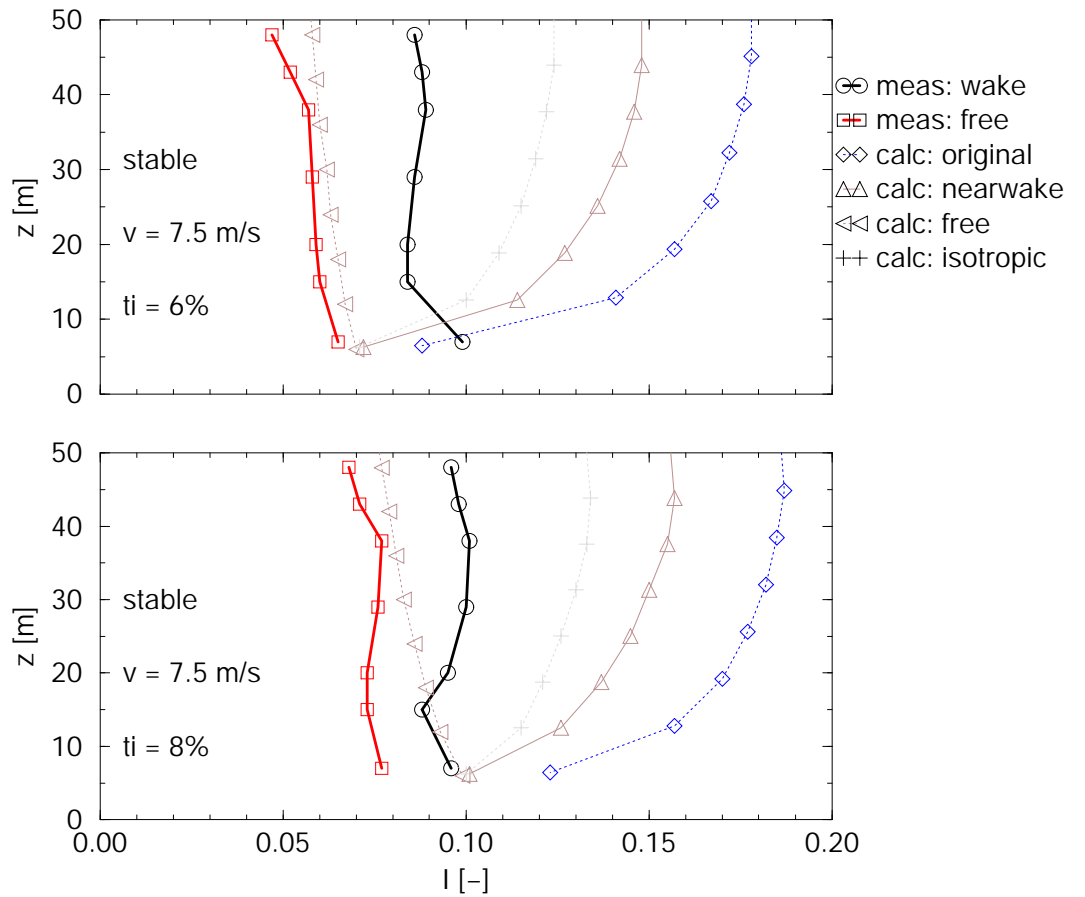 50
40
30
20
10
0
z [m]
stable
v = 7.5 m/s
ti = 6%
meas: wake
meas: free
calc: original
calc: nearwake
calc: free
calc: isotropic
50
40
30
20
10
0
z [m]
stable
v = 7.5 m/s
ti = 8%
0.00
0.05
0.10
0.15
0.20
I [–]